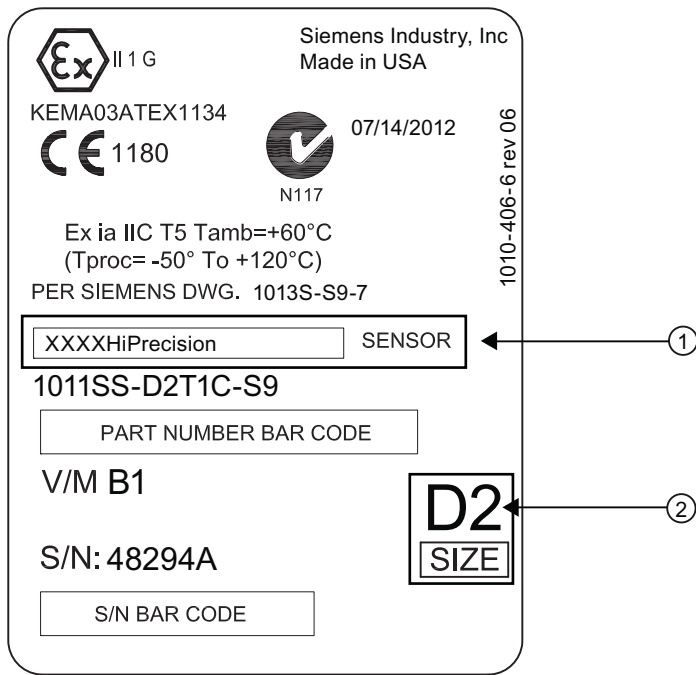 Ex II 1 G
Siemens Industry, Inc
Made in USA
KEMA03ATEX1134
CE 1180
07/14/2012
N117
1010-406-6 rev 06
Ex ia IIC T5 Tamb=+60°C
(Tproc= -50° To +120°C)
PER SIEMENS DWG. 1013S-S9-7
XXXXHiPrecision SENSOR
1
1011SS-D2T1C-S9
PART NUMBER BAR CODE
V/M B1
D2
2
SIZE
S/N: 48294A
S/N BAR CODE